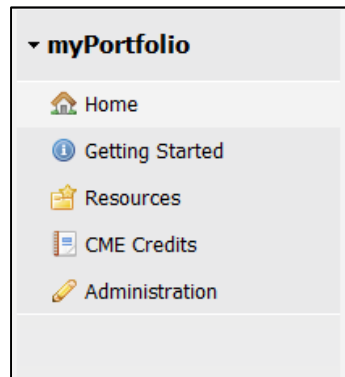 myPortfolio
Home
Getting Started
Resources
CME Credits
Administration